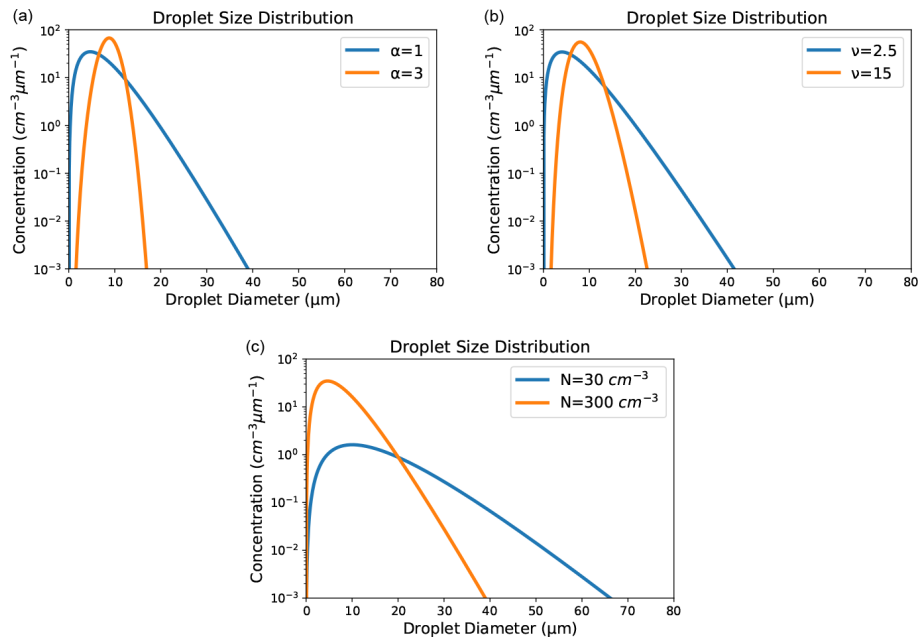 (a)
Droplet Size Distribution
10²
10¹
10⁰
10⁻¹
10⁻²
10⁻³
Concentration (cm⁻³μm⁻¹)
α=1
α=3
0 10 20 30 40 50 60 70 80
Droplet Diameter (μm)
(b)
Droplet Size Distribution
10²
10¹
10⁰
10⁻¹
10⁻²
10⁻³
Concentration (cm⁻³μm⁻¹)
ν=2.5
ν=15
0 10 20 30 40 50 60 70 80
Droplet Diameter (μm)
(c)
Droplet Size Distribution
10²
10¹
10⁰
10⁻¹
10⁻²
10⁻³
Concentration (cm⁻³μm⁻¹)
N=30 cm⁻³
N=300 cm⁻³
0 10 20 30 40 50 60 70 80
Droplet Diameter (μm)